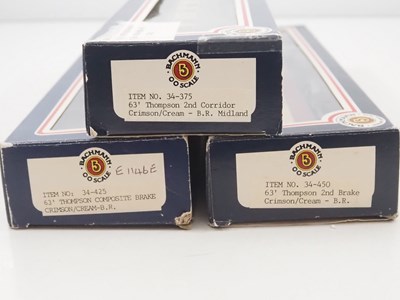 BACHMANN
OO SCALE
ITEM NO. 34-375
63' Thompson 2nd Corridor
Crimson/Cream - B.R. Midland
BACHMANN
OO SCALE
E1146E
ITEM NO. 34-425
63' THOMPSON COMPOSITE BRAKE
CRIMSON/CREAM-B.R.
BACHMANN
OO SCALE
ITEM NO. 34-450
63' Thompson 2nd Brake
Crimson/Cream - B.R.